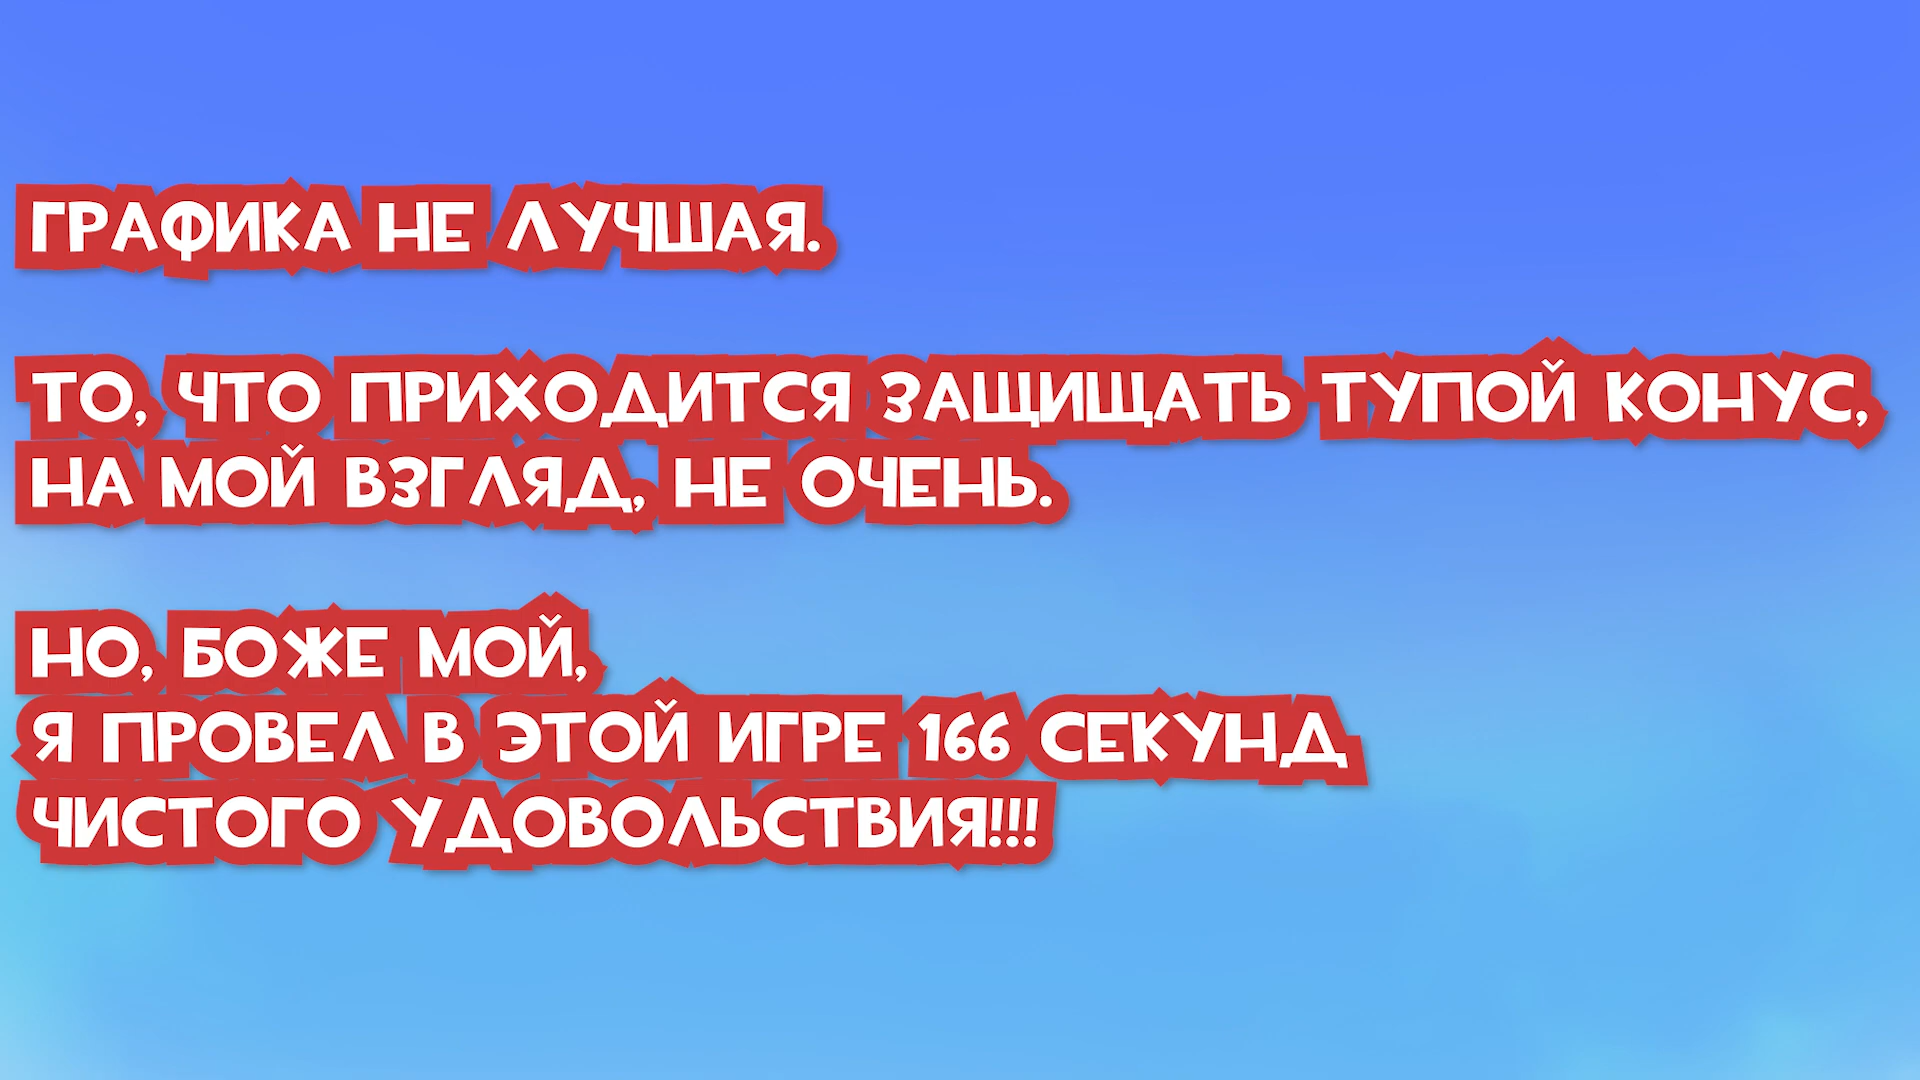 ГРАФИКА НЕ ЛУЧШАЯ.
ТО, ЧТО ПРИХОДИТСЯ ЗАЩИЩАТЬ ТУПОЙ КОНУС,
НА МОЙ ВЗГЛЯД, НЕ ОЧЕНЬ.
НО, БОЖЕ МОЙ,
Я ПРОВЕЛ В ЭТОЙ ИГРЕ 166 СЕКУНД
ЧИСТОГО УДОВОЛЬСТВИЯ!!!